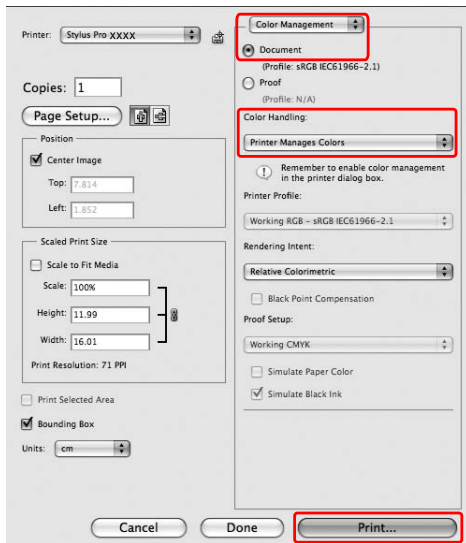 Printer:
Stylus Pro XXXX
Copies:
1
Page Setup...
Position
Center Image
Top:
7.814
Left:
1.852
Scaled Print Size
Scale to Fit Media
Scale:
100%
Height:
11.99
Width:
16.01
Print Resolution: 71 PPI
Print Selected Area
Bounding Box
Units:
cm
Color Management
Document
(Profile: sRGB IEC61966-2.1)
Proof
(Profile: N/A)
Color Handling:
Printer Manages Colors
Remember to enable color management
in the printer dialog box.
Printer Profile:
Working RGB - sRGB IEC61966-2.1
Rendering Intent:
Relative Colorimetric
Black Point Compensation
Proof Setup:
Working CMYK
Simulate Paper Color
Simulate Black Ink
Cancel
Done
Print...